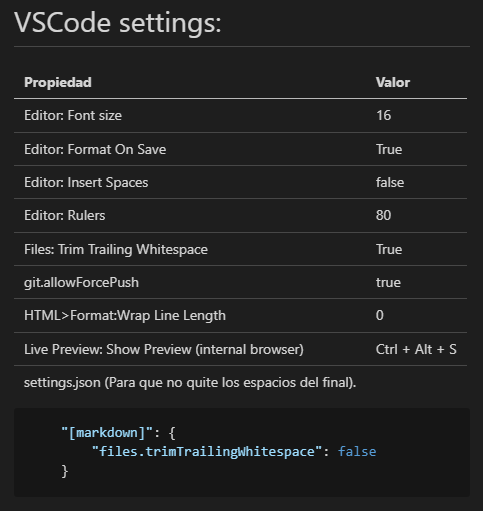 VSCode settings:
Propiedad Valor
Editor: Font size 16
Editor: Format On Save True
Editor: Insert Spaces false
Editor: Rulers 80
Files: Trim Trailing Whitespace True
git.allowForcePush true
HTML>Format:Wrap Line Length 0
Live Preview: Show Preview (internal browser) Ctrl + Alt + S
settings.json (Para que no quite los espacios del final).
"[markdown]": {
"files.trimTrailingWhitespace": false
}